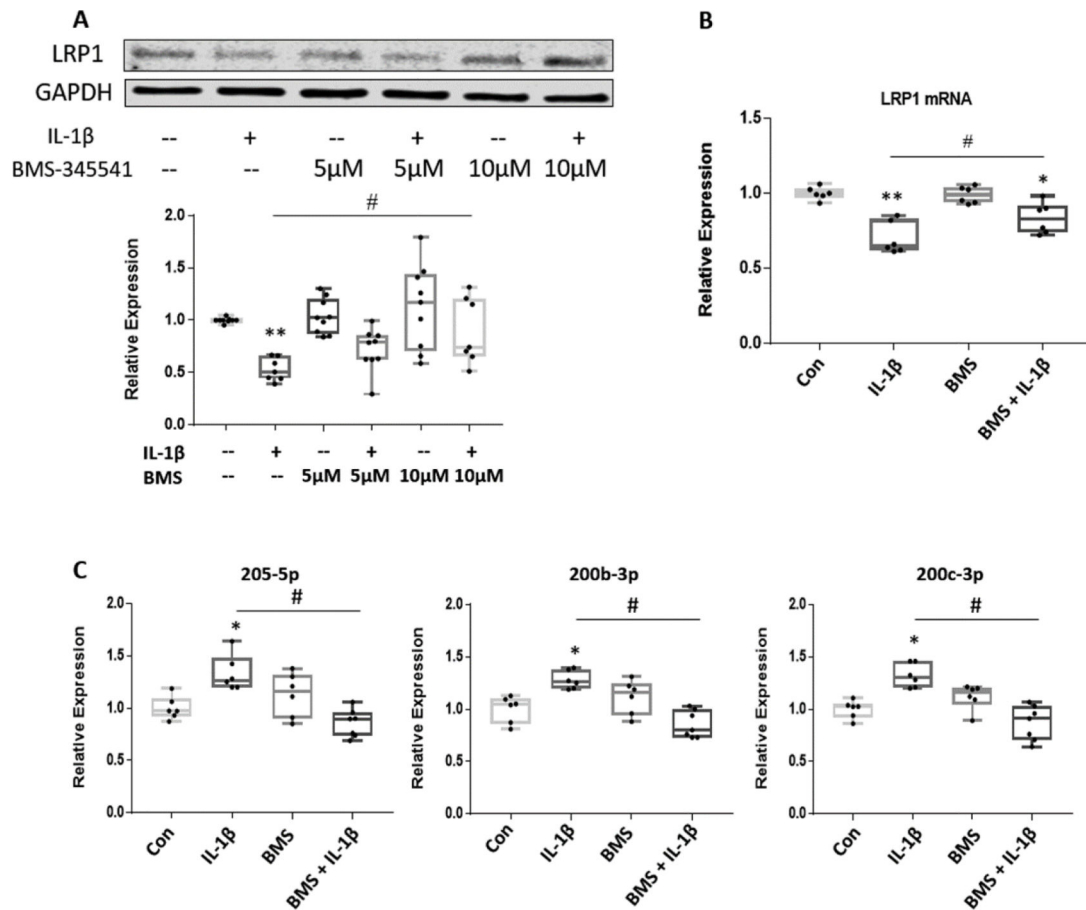 A
LRP1
GAPDH
IL-1β -- + -- + -- +
BMS-345541 -- -- 5µM 5µM 10µM 10µM
#
2.0
1.5
1.0
0.5
0.0
Relative Expression
**
IL-1β -- + -- + -- +
BMS -- -- 5µM 5µM 10µM 10µM
B
LRP1 mRNA
#
1.5
1.0
0.5
0.0
Relative Expression
**
*
Con IL-1β BMS BMS + IL-1β
C
205-5p
#
2.0
1.5
1.0
0.5
0.0
Relative Expression
*
Con IL-1β BMS BMS + IL-1β
200b-3p
#
2.0
1.5
1.0
0.5
0.0
Relative Expression
*
Con IL-1β BMS BMS + IL-1β
200c-3p
#
2.0
1.5
1.0
0.5
0.0
Relative Expression
*
Con IL-1β BMS BMS + IL-1β